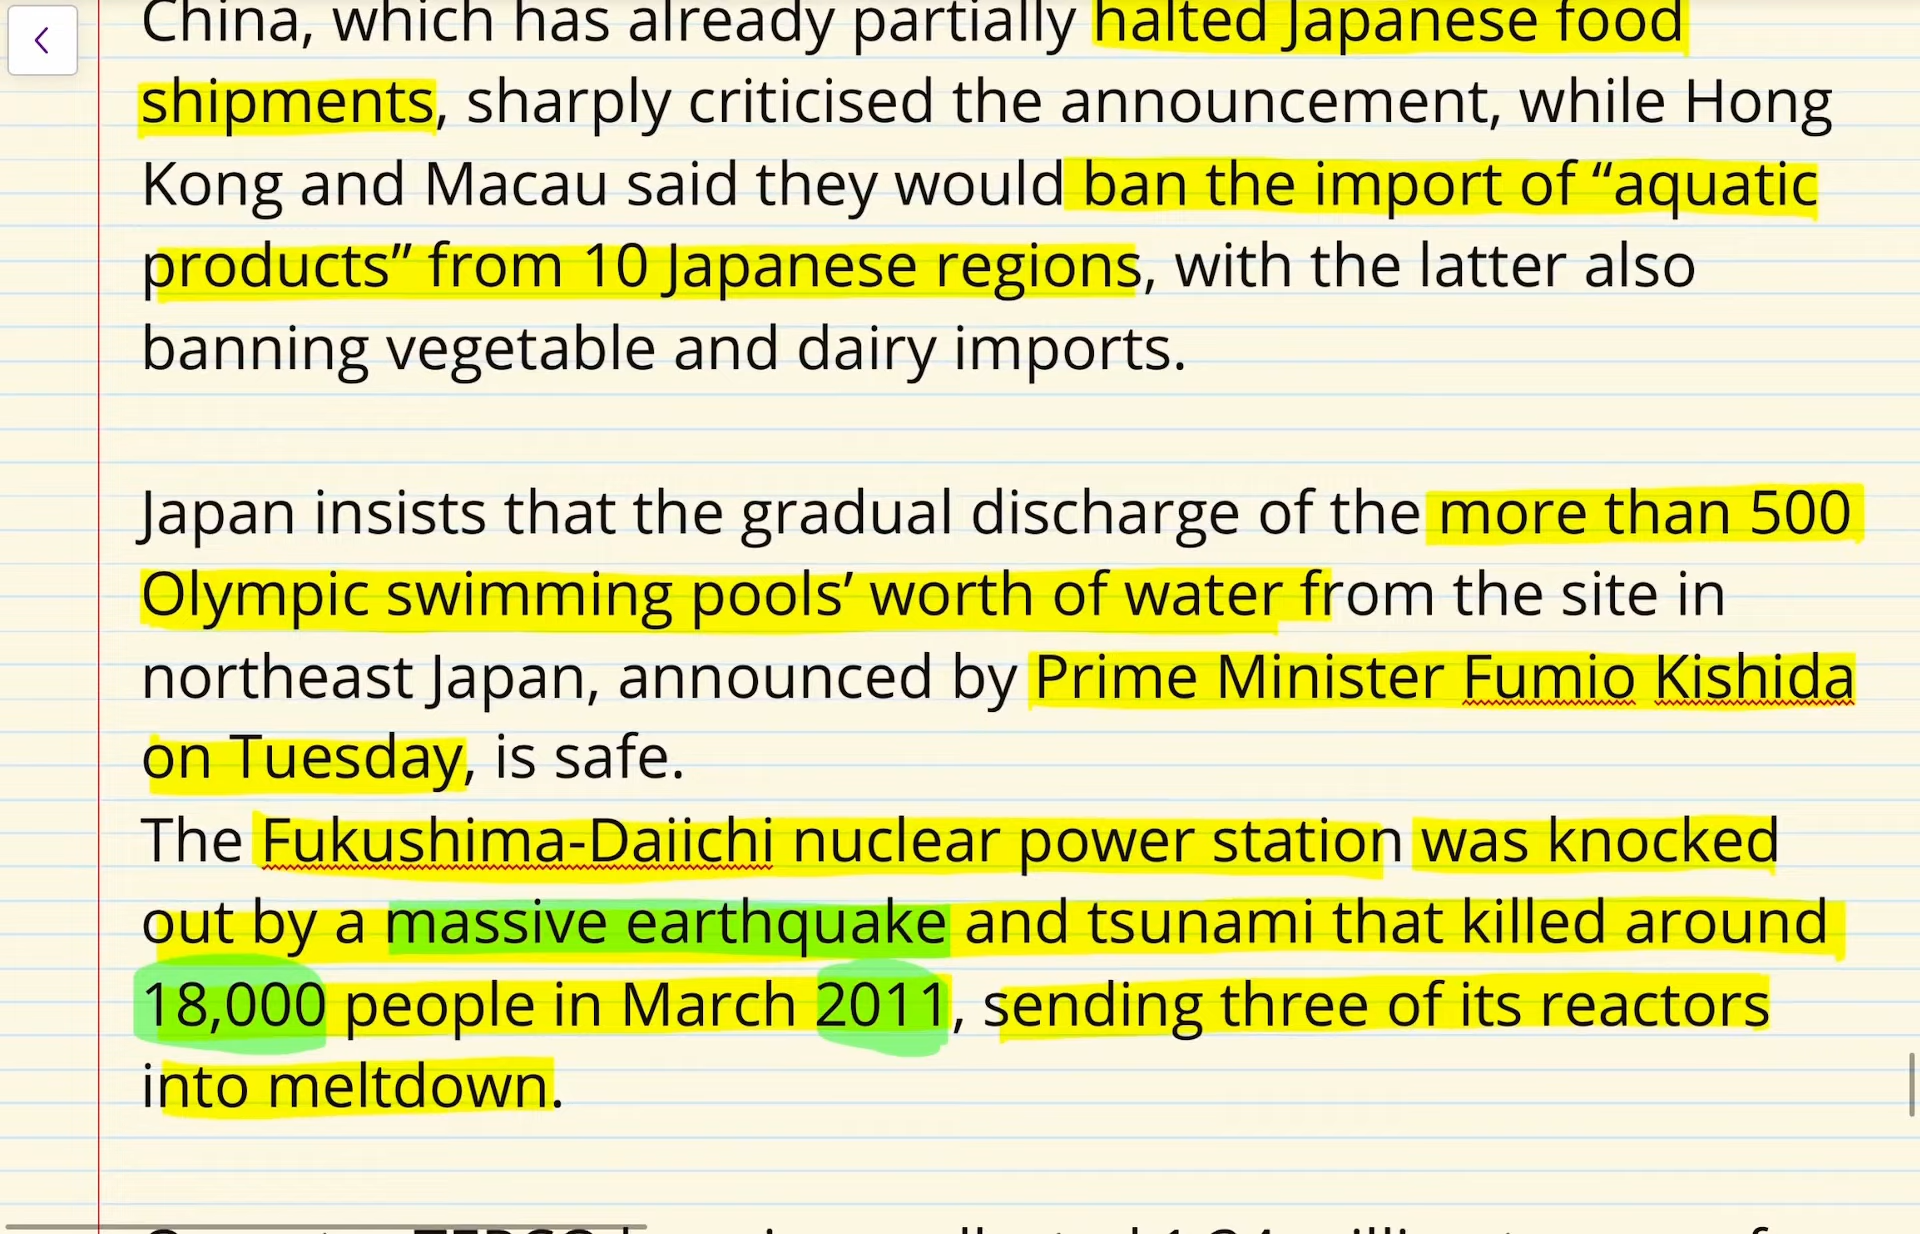 China, which has already partially halted Japanese food
shipments, sharply criticised the announcement, while Hong
Kong and Macau said they would ban the import of “aquatic
products” from 10 Japanese regions, with the latter also
banning vegetable and dairy imports.
Japan insists that the gradual discharge of the more than 500
Olympic swimming pools’ worth of water from the site in
northeast Japan, announced by Prime Minister Fumio Kishida
on Tuesday, is safe.
The Fukushima-Daiichi nuclear power station was knocked
out by a massive earthquake and tsunami that killed around
18,000 people in March 2011, sending three of its reactors
into meltdown.